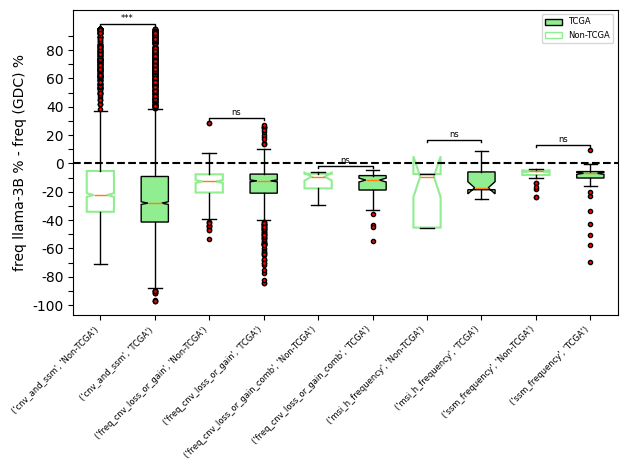 freq llama-3B % - freq (GDC) %
80
60
40
20
0
-20
-40
-60
-80
-100
***
ns
ns
ns
ns
TCGA
Non-TCGA
('cnv_and_ssm', 'Non-TCGA')
('cnv_and_ssm', 'TCGA')
('freq_cnv_loss_or_gain', 'Non-TCGA')
('freq_cnv_loss_or_gain', 'TCGA')
('freq_cnv_loss_or_gain_comb', 'Non-TCGA')
('freq_cnv_loss_or_gain_comb', 'TCGA')
('msi_h_frequency', 'Non-TCGA')
('msi_h_frequency', 'TCGA')
('ssm_frequency', 'Non-TCGA')
('ssm_frequency', 'TCGA')